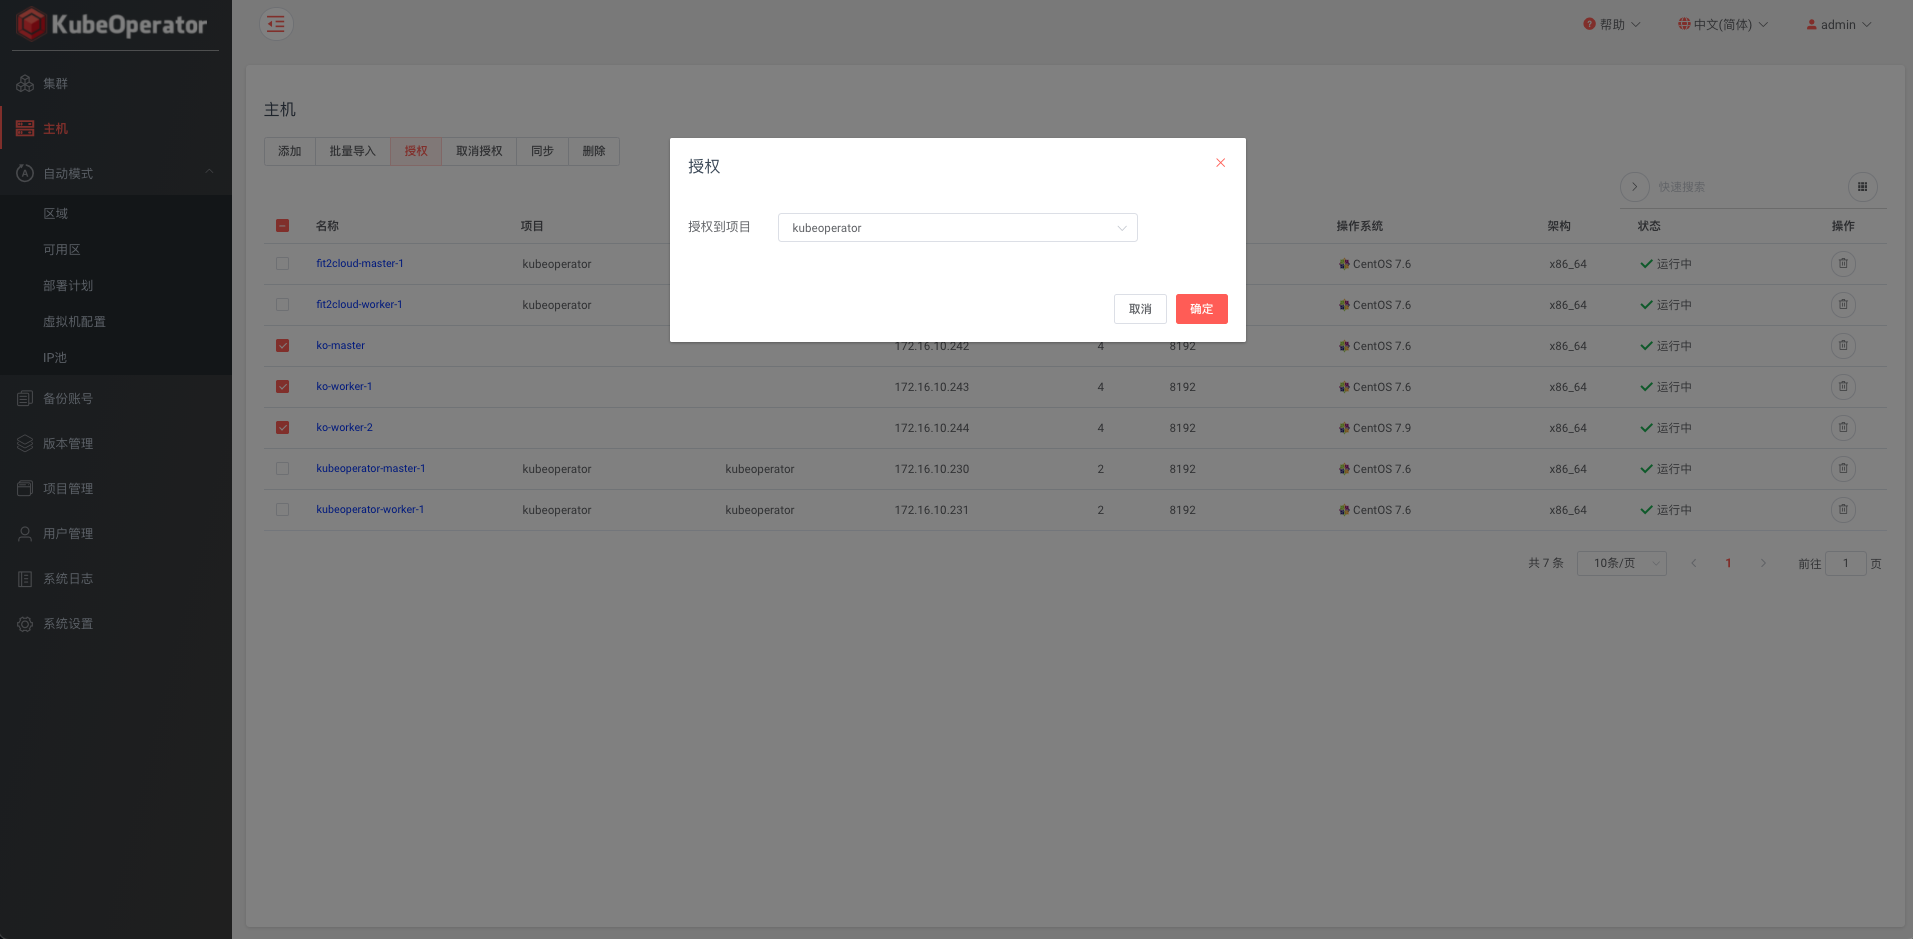 KubeOperator
帮助 中文(简体) admin
集群
主机
自动模式
区域
可用区
部署计划
虚拟机配置
IP池
备份账号
版本管理
项目管理
用户管理
系统日志
系统设置
主机
添加 批量导入 授权 取消授权 同步 删除
快速搜索
名称 项目 操作系统 架构 状态 操作
fit2cloud-master-1 kubeoperator CentOS 7.6 x86_64 运行中
fit2cloud-worker-1 kubeoperator CentOS 7.6 x86_64 运行中
ko-master 172.16.10.242 4 8192 CentOS 7.6 x86_64 运行中
ko-worker-1 172.16.10.243 4 8192 CentOS 7.6 x86_64 运行中
ko-worker-2 172.16.10.244 4 8192 CentOS 7.9 x86_64 运行中
kubeoperator-master-1 kubeoperator kubeoperator 172.16.10.230 2 8192 CentOS 7.6 x86_64 运行中
kubeoperator-worker-1 kubeoperator kubeoperator 172.16.10.231 2 8192 CentOS 7.6 x86_64 运行中
共 7 条 10条/页 1 前往 1 页
授权
授权到项目 kubeoperator
取消 确定